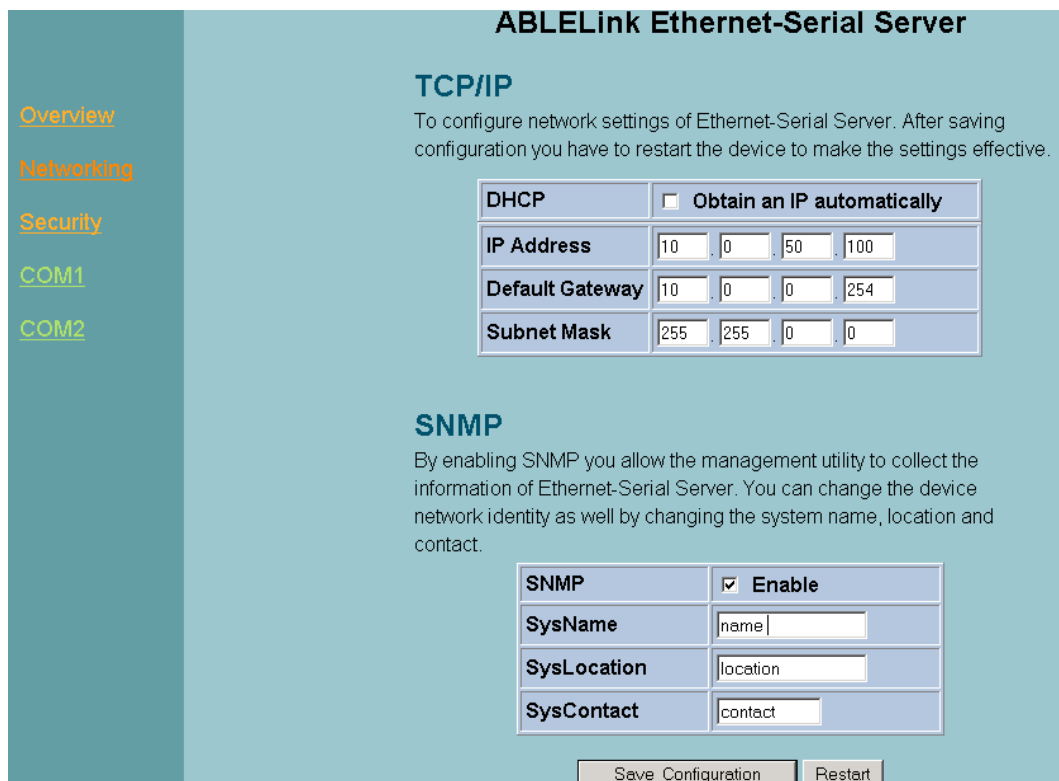 ABLELink Ethernet-Serial Server
Overview
Networking
Security
COM1
COM2
TCP/IP
To configure network settings of Ethernet-Serial Server. After saving
configuration you have to restart the device to make the settings effective.
DHCP Obtain an IP automatically
IP Address 10 . 0 . 50 . 100
Default Gateway 10 . 0 . 0 . 254
Subnet Mask 255 . 255 . 0 . 0
SNMP
By enabling SNMP you allow the management utility to collect the
information of Ethernet-Serial Server. You can change the device
network identity as well by changing the system name, location and
contact.
SNMP Enable
SysName name
SysLocation location
SysContact contact
Save Configuration Restart